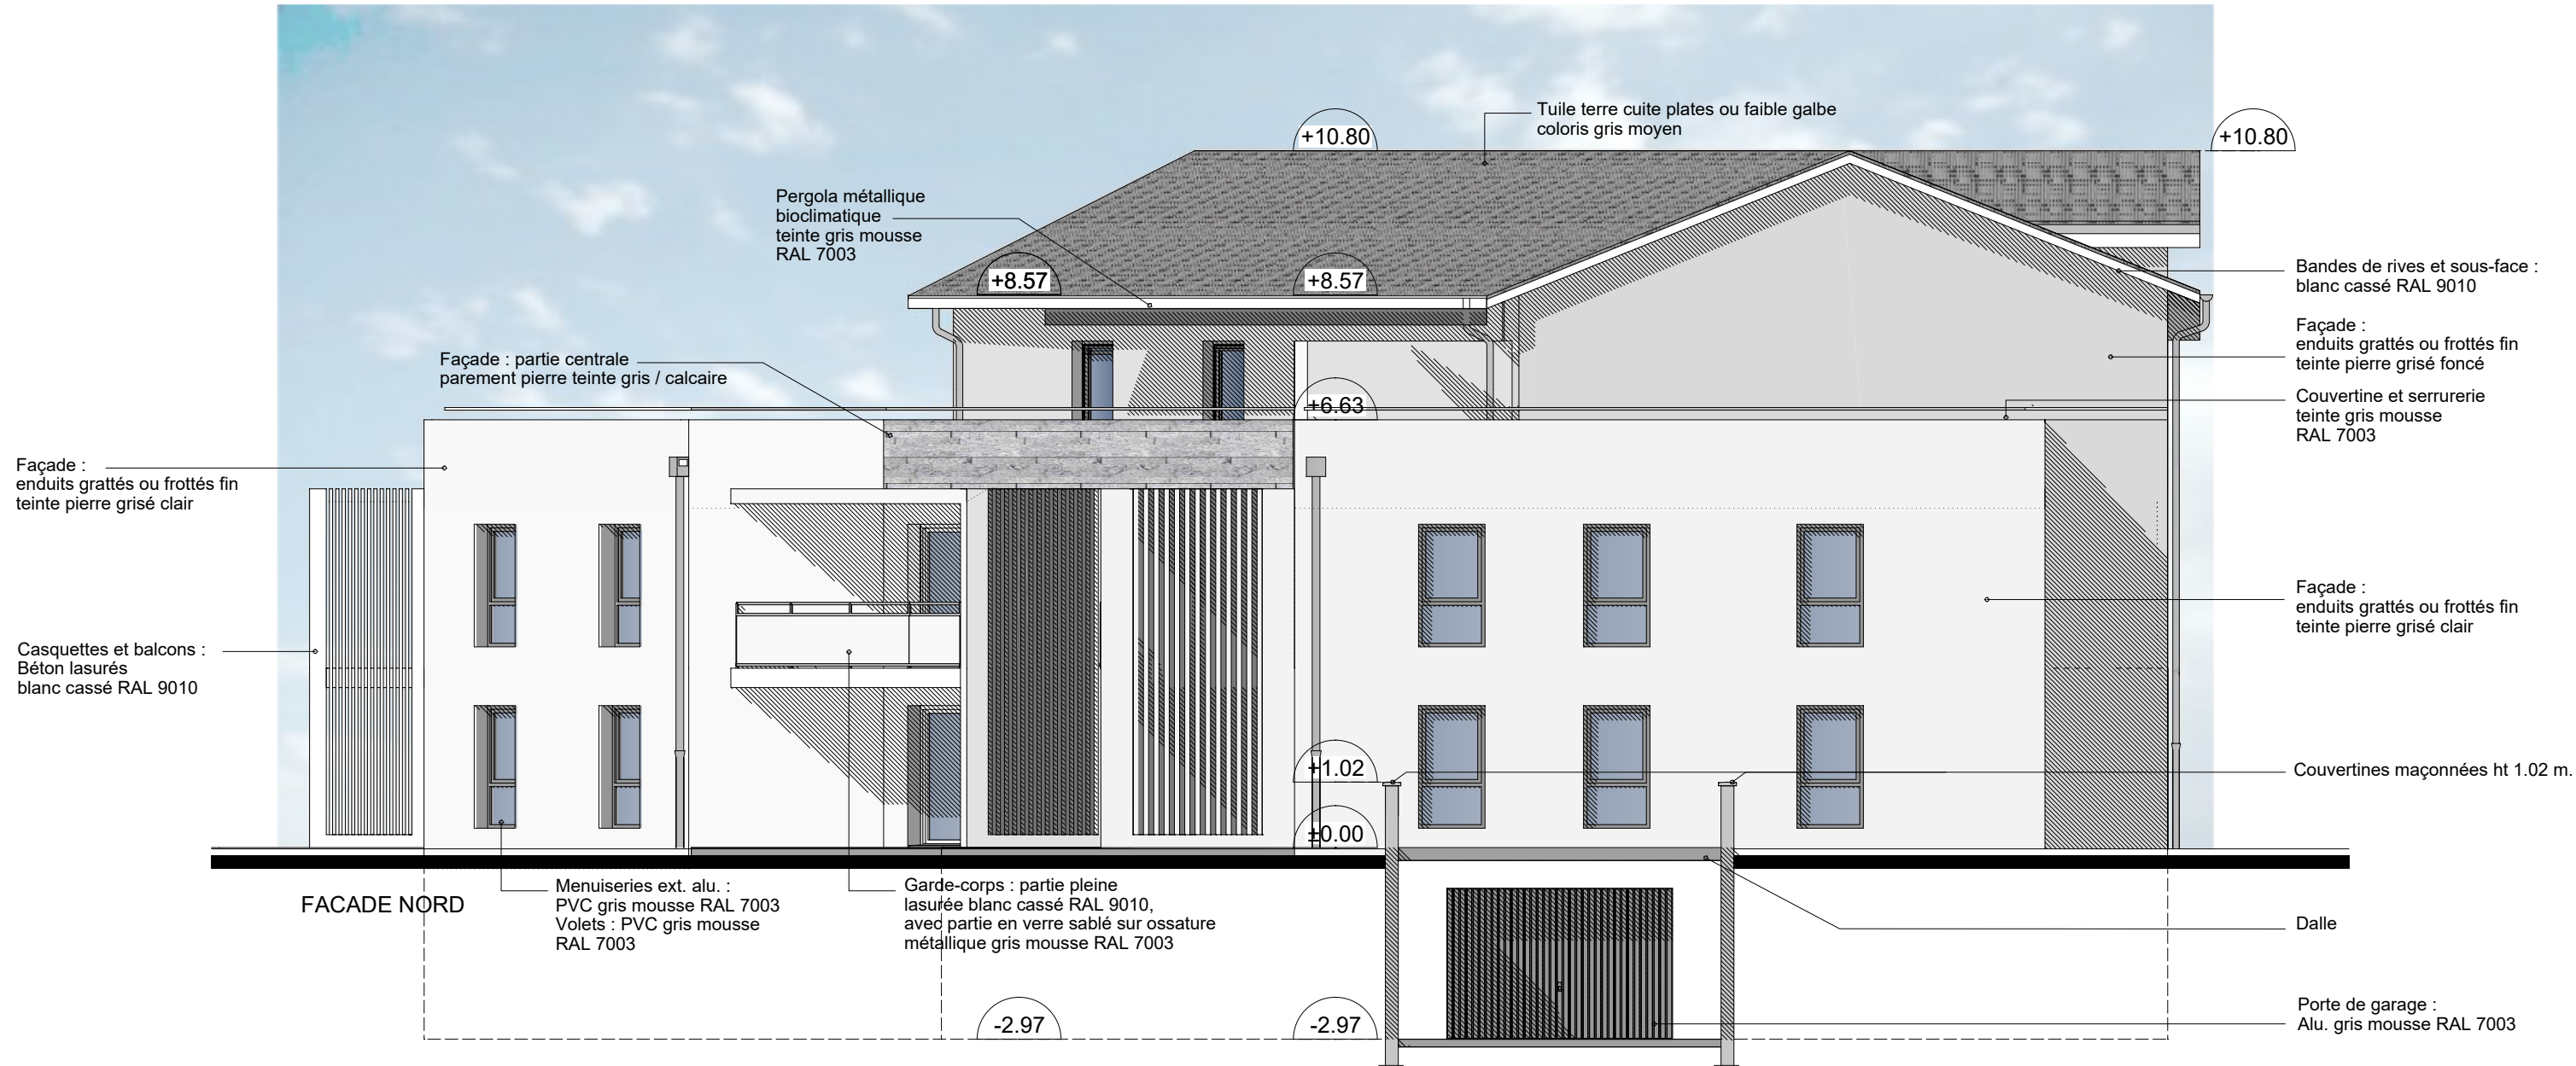 Tuile terre cuite plates ou faible galbe
coloris gris moyen
+10.80
+10.80
Pergola métallique
bioclimatique
teinte gris mousse
RAL 7003
+8.57
+8.57
Bandes de rives et sous-face :
blanc cassé RAL 9010
Façade :
enduits grattés ou frottés fin
teinte pierre grisé foncé
Façade : partie centrale
parement pierre teinte gris / calcaire
+6.63
Couvertine et serrurerie
teinte gris mousse
RAL 7003
Façade :
enduits grattés ou frottés fin
teinte pierre grisé clair
Façade :
enduits grattés ou frottés fin
teinte pierre grisé clair
Casquettes et balcons :
Béton lasurés
blanc cassé RAL 9010
+1.02
Couvertines maçonnées ht 1.02 m.
±0.00
FACADE NORD
Menuiseries ext. alu. :
PVC gris mousse RAL 7003
Volets : PVC gris mousse
RAL 7003
Garde-corps : partie pleine
lasurée blanc cassé RAL 9010,
avec partie en verre sablé sur ossature
métallique gris mousse RAL 7003
Dalle
-2.97
-2.97
Porte de garage :
Alu. gris mousse RAL 7003